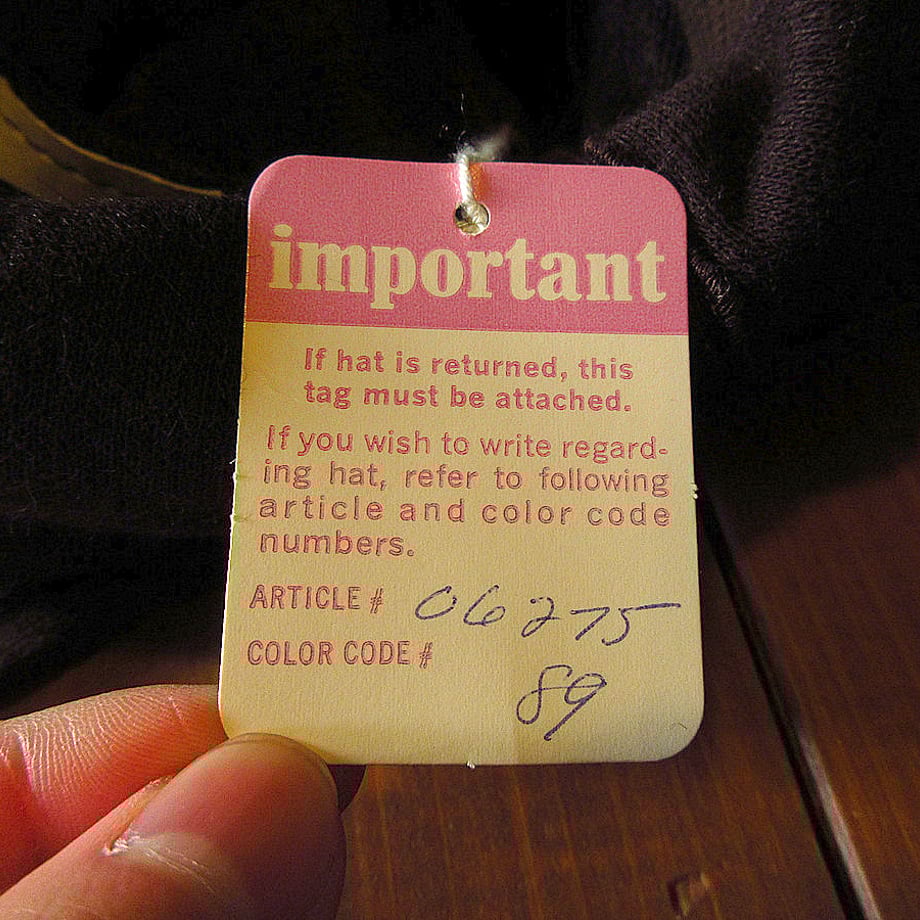 important
If hat is returned, this
tag must be attached.
If you wish to write regard-
ing hat, refer to following
article and color code
numbers.
ARTICLE # 06275
COLOR CODE #
89